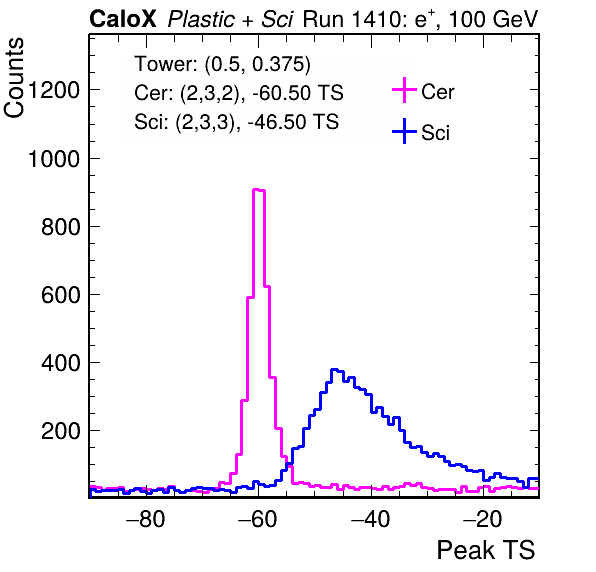 CaloX Plastic + Sci Run 1410: e+, 100 GeV
Counts
Tower: (0.5, 0.375)
Cer: (2,3,2), -60.50 TS
Sci: (2,3,3), -46.50 TS
Cer
Sci
1200
1000
800
600
400
200
−80 −60 −40 −20
Peak TS